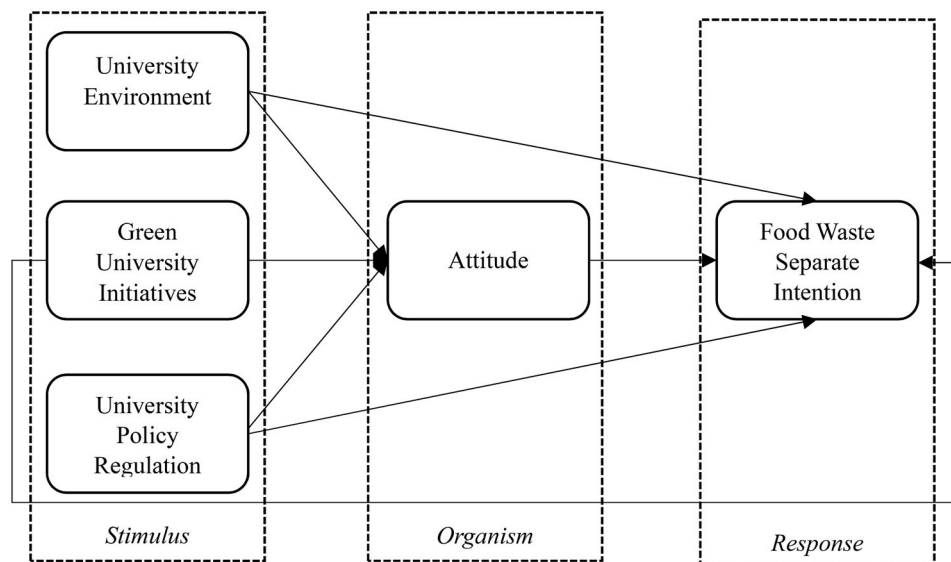 University
Environment
Green
University
Initiatives
University
Policy
Regulation
Stimulus
Attitude
Organism
Food Waste
Separate
Intention
Response